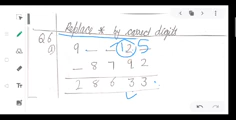 Replace * by correct digits
Q6 9 _ _ 12 5
① - 8 7 9 2
2 8 6 3 3